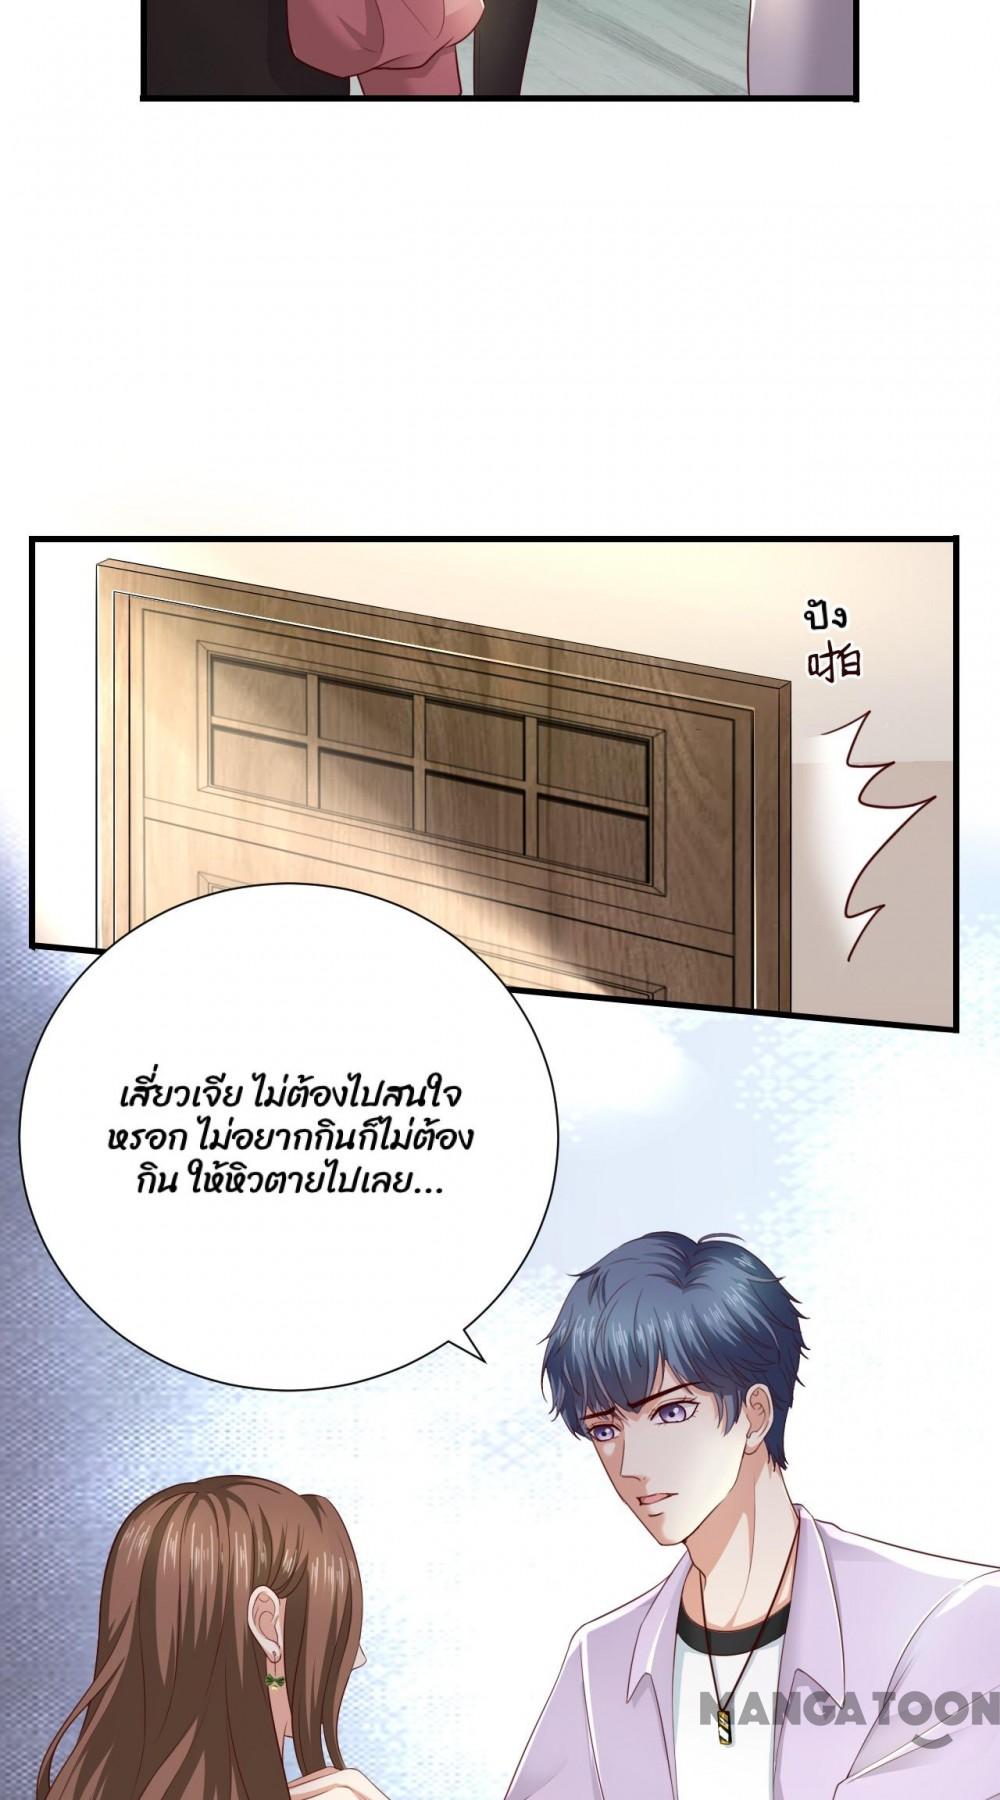 ปัง
啪
เสี่ยวเจีย ไม่ต้องไปสนใจ
หรอก ไม่อยากกินก็ไม่ต้อง
กิน ให้หิวตายไปเลย...
MANGATOON